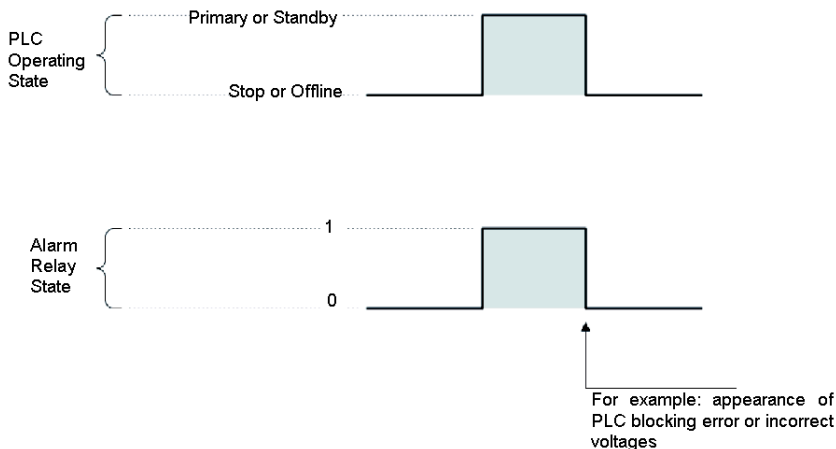 Primary or Standby
PLC
Operating
State
Stop or Offline
1
Alarm
Relay
State
0
For example: appearance of
PLC blocking error or incorrect
voltages